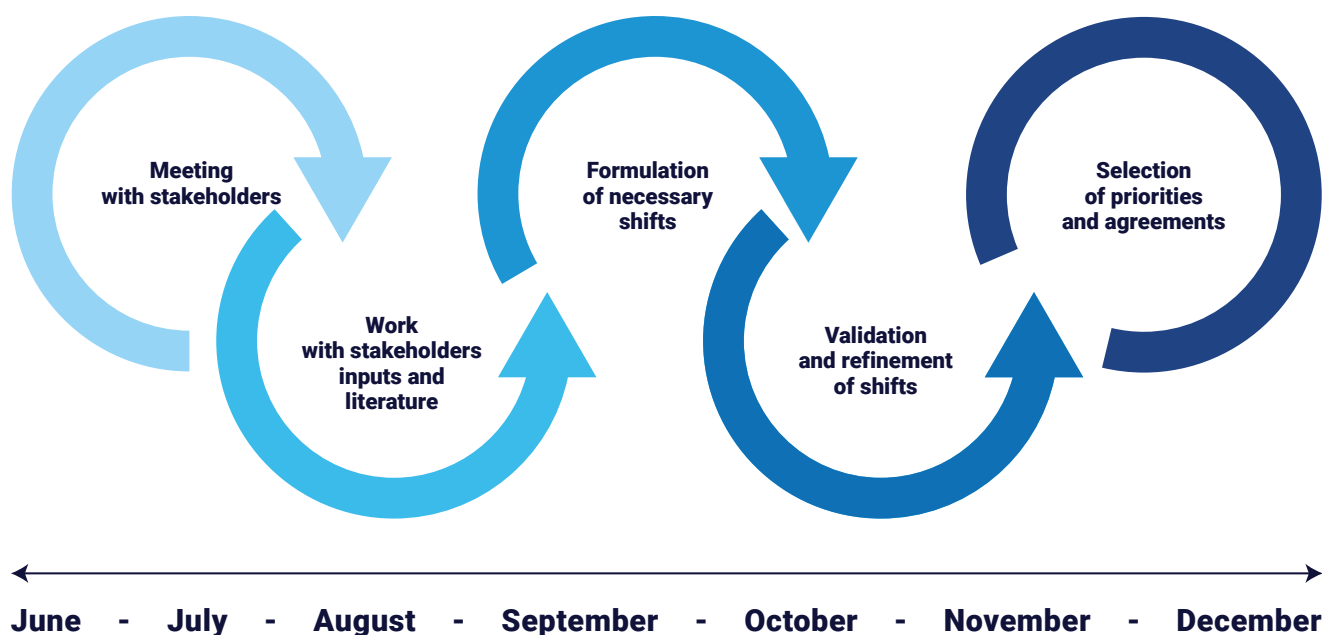 Meeting
with stakeholders
Work
with stakeholders
inputs and
literature
Formulation
of necessary
shifts
Validation
and refinement
of shifts
Selection
of priorities
and agreements
June - July - August - September - October - November - December